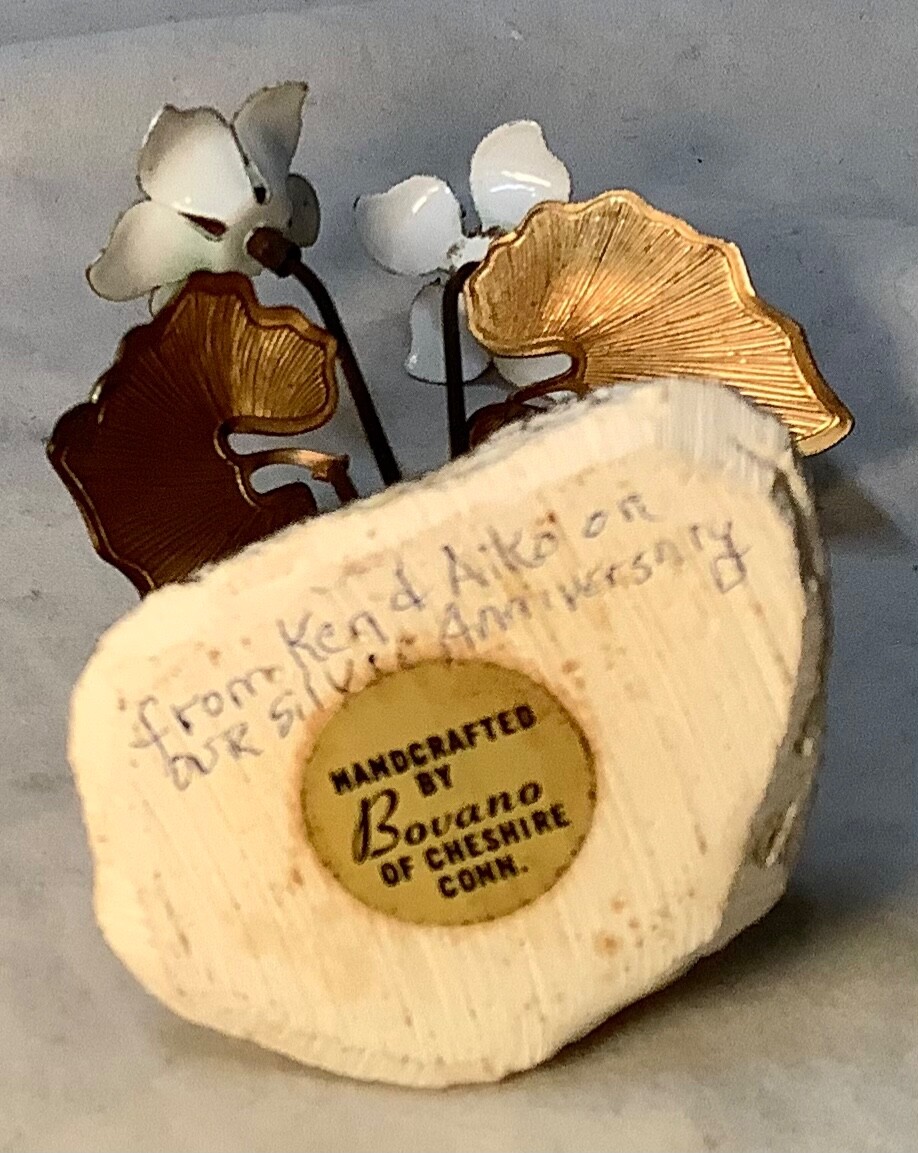 from Ken & Aiko on
our silver Anniversary
HANDCRAFTED
BY
Bovano
OF CHESHIRE
CONN.